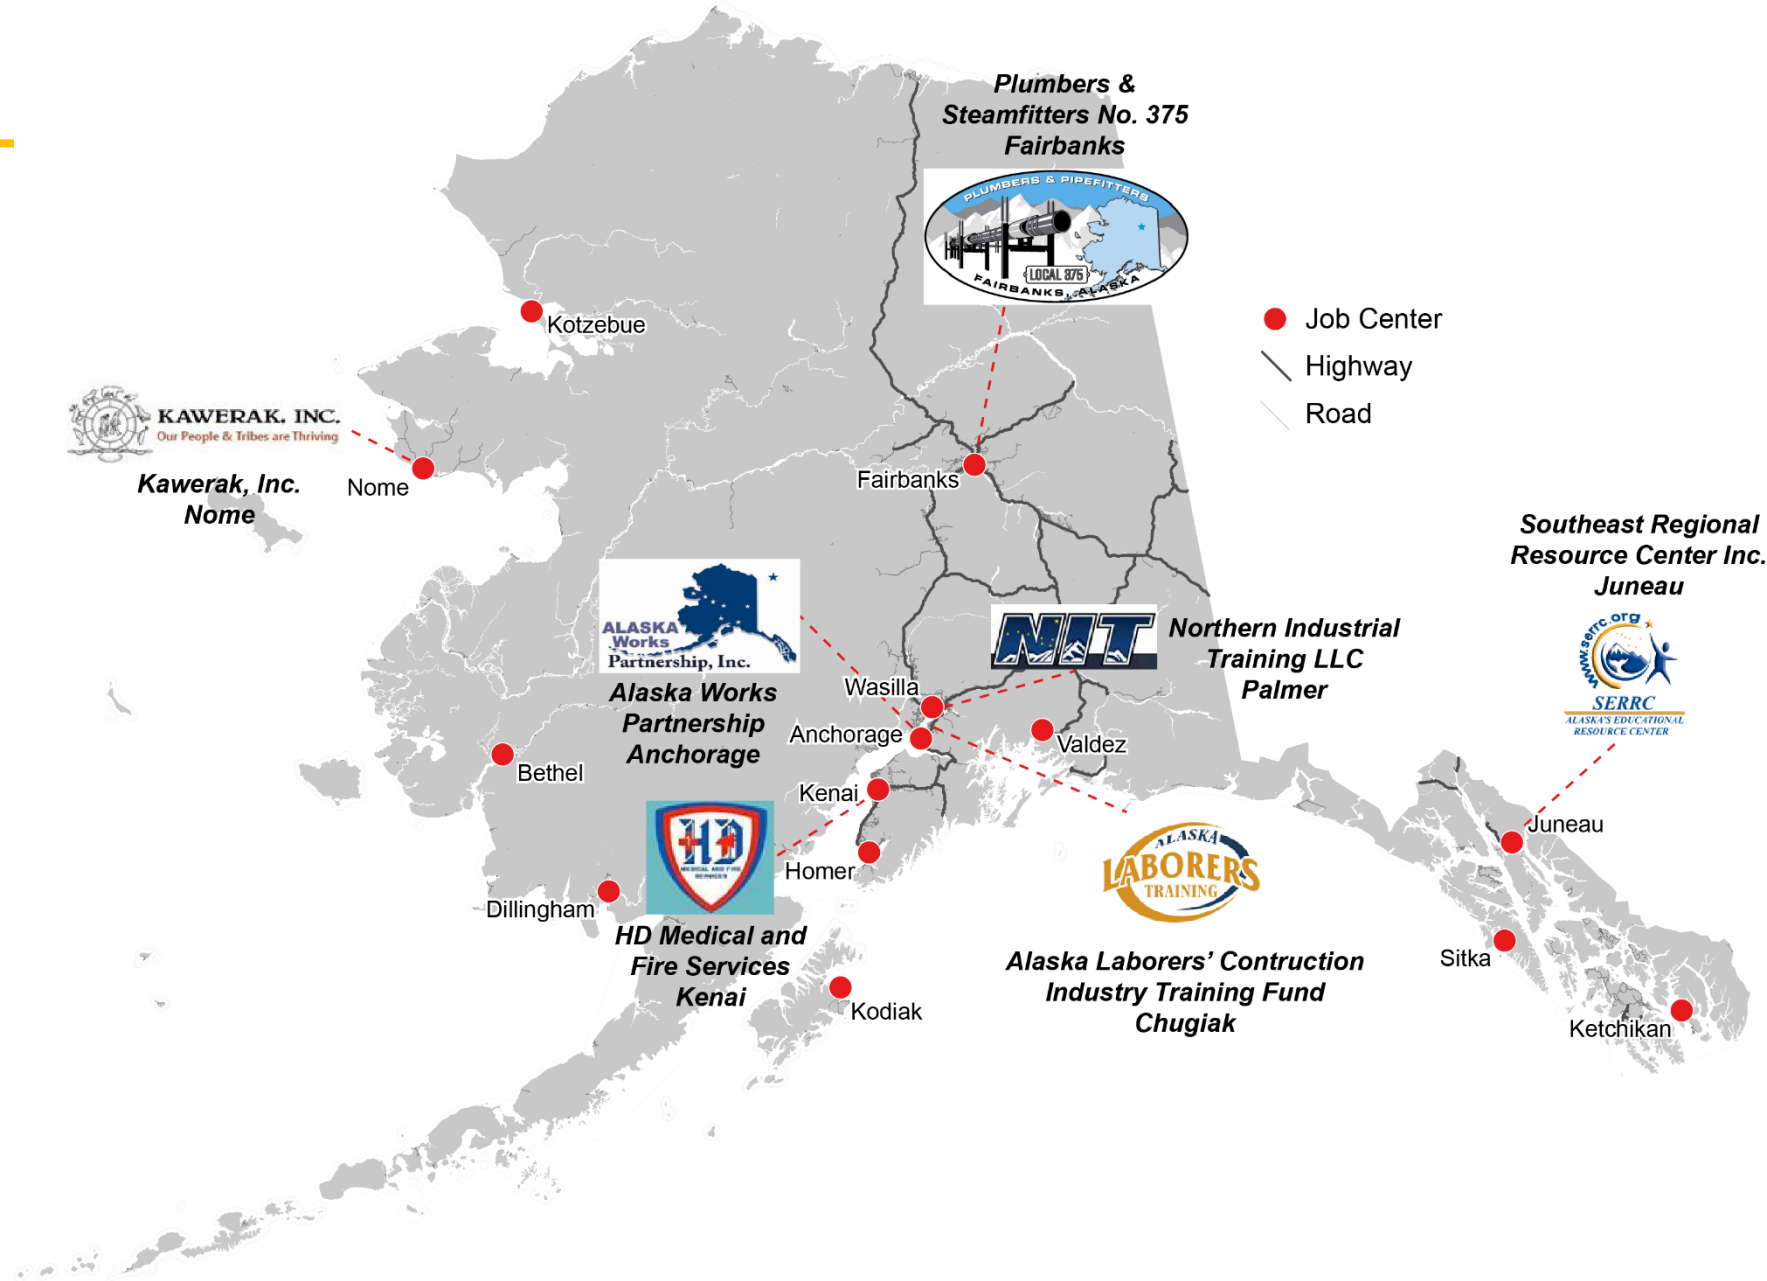 Plumbers &
Steamfitters No. 375
Fairbanks
PLUMBERS & PIPEFITTERS
LOCAL 375
FAIRBANKS, ALASKA
Job Center
Highway
Road
Kotzebue
KAWERAK, INC.
Our People & Tribes are Thriving
Kawerak, Inc.
Nome
Nome
Fairbanks
Southeast Regional
Resource Center Inc.
Juneau
www.serrc.org
SERRC
ALASKA'S EDUCATIONAL
RESOURCE CENTER
ALASKA
Works
Partnership, Inc.
Alaska Works
Partnership
Anchorage
NIT
Northern Industrial
Training LLC
Palmer
Wasilla
Anchorage
Valdez
Bethel
Kenai
Juneau
HD
MEDICAL AND FIRE
SERVICES
Homer
ALASKA
LABORERS
TRAINING
Dillingham
HD Medical and
Fire Services
Kenai
Alaska Laborers’ Contruction
Industry Training Fund
Chugiak
Sitka
Kodiak
Ketchikan